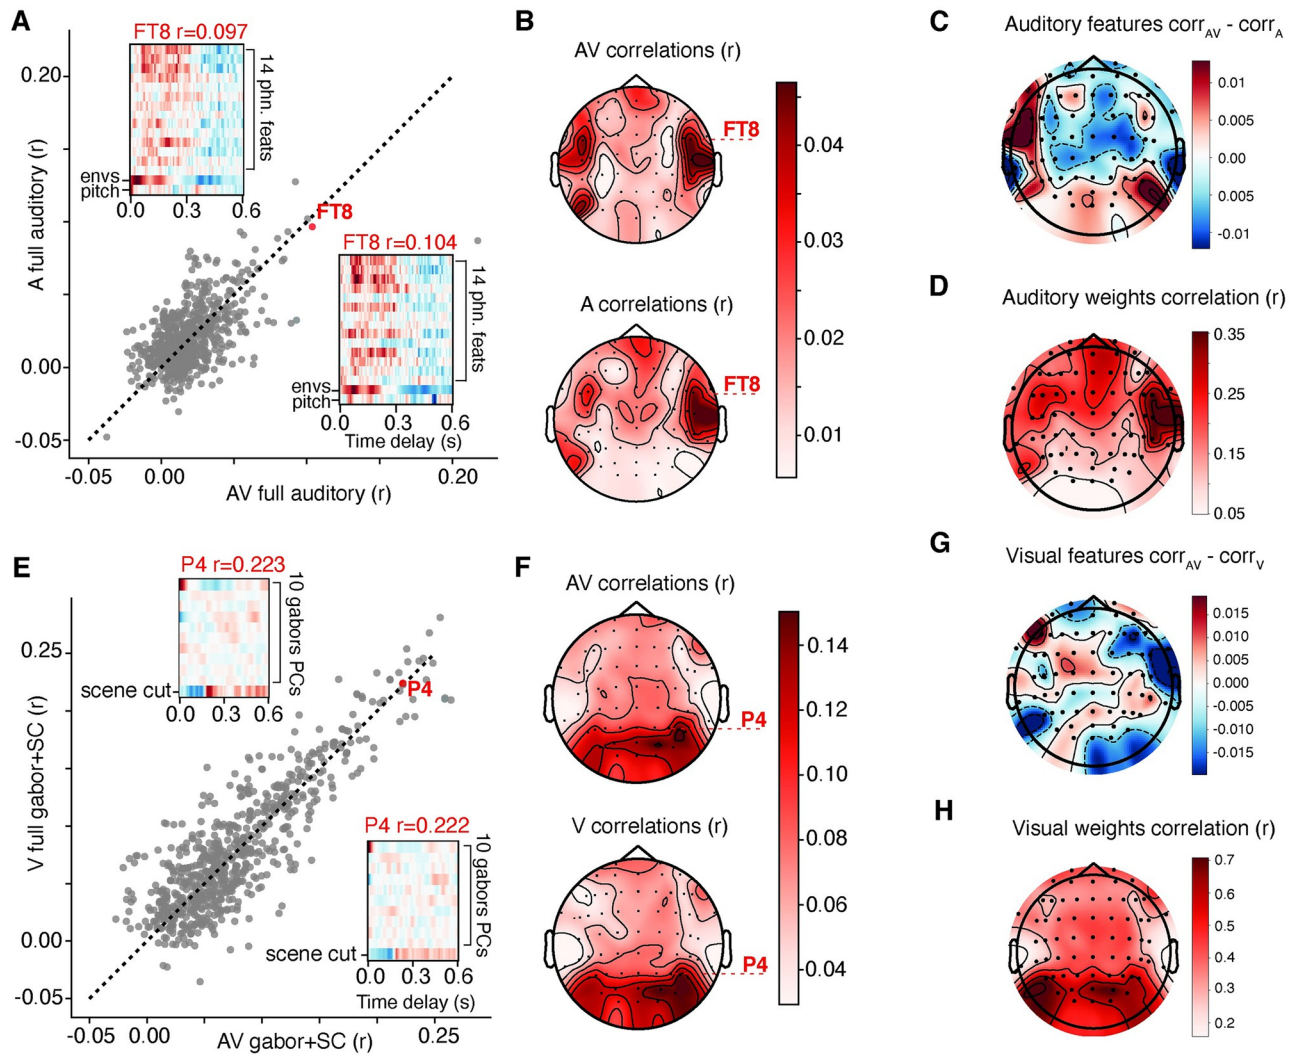 A
FT8 r=0.097
14 phn. feats
envs
pitch
0.0 0.3 0.6
FT8
FT8 r=0.104
14 phn. feats
envs
pitch
0.0 0.3 0.6
Time delay (s)
A full auditory (r)
0.20
0.00
-0.05
-0.05 0.00 0.20
AV full auditory (r)
B
AV correlations (r)
FT8
A correlations (r)
FT8
0.04
0.03
0.02
0.01
C
Auditory features corrAV - corrA
0.01
0.005
0.00
0.005
-0.01
D
Auditory weights correlation (r)
0.35
0.25
0.15
0.05
E
P4 r=0.223
10 gabors PCs
scene cut
0.0 0.3 0.6
P4
P4 r=0.222
10 gabors PCs
scene cut
0.0 0.3 0.6
Time delay (s)
V full gabor+SC (r)
0.25
0.00
-0.05
-0.05 0.00 0.25
AV gabor+SC (r)
F
AV correlations (r)
P4
V correlations (r)
P4
0.14
0.12
0.10
0.08
0.06
0.04
G
Visual features corrAV - corrV
0.015
0.010
0.005
0.000
-0.005
-0.010
-0.015
H
Visual weights correlation (r)
0.7
0.6
0.5
0.4
0.3
0.2